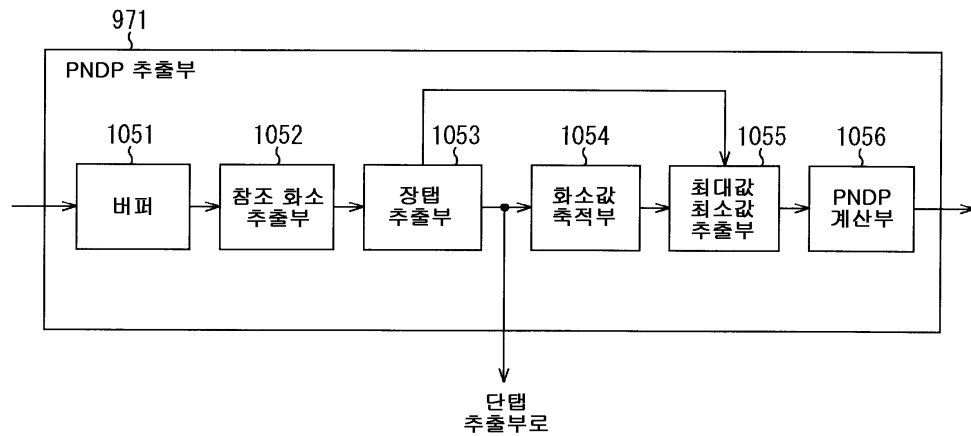 971
PNDP 추출부
1051
1052
1053
1054
1055
1056
버퍼
참조 화소
추출부
장탭
추출부
화소값
축적부
최대값
최소값
추출부
PNDP
계산부
단탭
추출부로